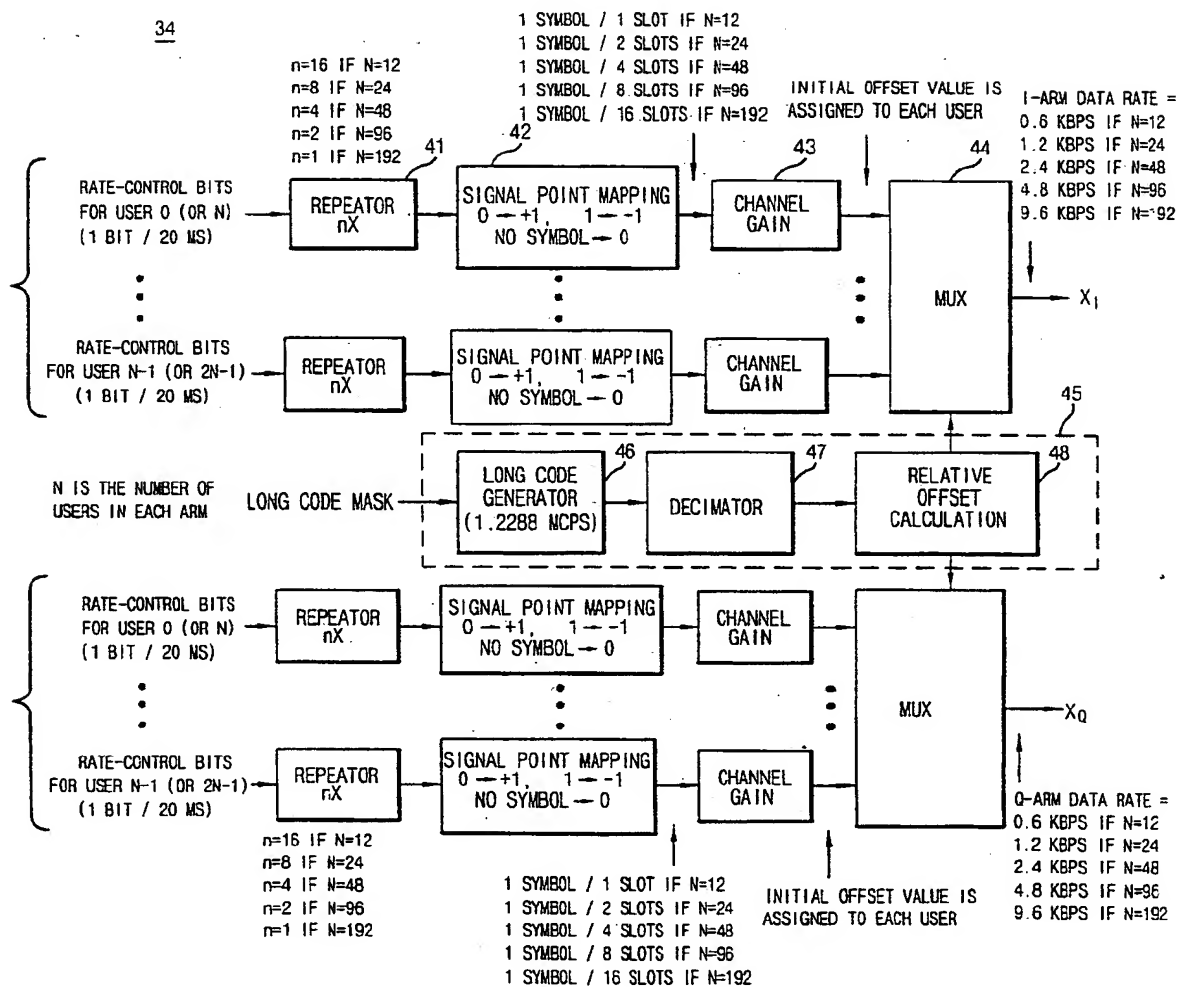 34
1 SYMBOL / 1 SLOT IF N=12
1 SYMBOL / 2 SLOTS IF N=24
1 SYMBOL / 4 SLOTS IF N=48
1 SYMBOL / 8 SLOTS IF N=96
1 SYMBOL / 16 SLOTS IF N=192
n=16 IF N=12
n=8 IF N=24
n=4 IF N=48
n=2 IF N=96
n=1 IF N=192
INITIAL OFFSET VALUE IS
ASSIGNED TO EACH USER
I-ARM DATA RATE =
0.6 KBPS IF N=12
1.2 KBPS IF N=24
2.4 KBPS IF N=48
4.8 KBPS IF N=96
9.6 KBPS IF N=192
41
42
43
44
RATE-CONTROL BITS
FOR USER 0 (OR N)
(1 BIT / 20 MS)
REPEATOR
nX
SIGNAL POINT MAPPING
0→+1, 1→-1
NO SYMBOL→0
CHANNEL
GAIN
MUX
XI
RATE-CONTROL BITS
FOR USER N-1 (OR 2N-1)
(1 BIT / 20 MS)
REPEATOR
nX
SIGNAL POINT MAPPING
0→+1, 1→-1
NO SYMBOL→0
CHANNEL
GAIN
45
N IS THE NUMBER OF
USERS IN EACH ARM
LONG CODE MASK
LONG CODE
GENERATOR
(1.2288 MCPS)
46
DECIMATOR
47
RELATIVE
OFFSET
CALCULATION
48
RATE-CONTROL BITS
FOR USER 0 (OR N)
(1 BIT / 20 MS)
REPEATOR
nX
SIGNAL POINT MAPPING
0→+1, 1→-1
NO SYMBOL→0
CHANNEL
GAIN
MUX
XQ
RATE-CONTROL BITS
FOR USER N-1 (OR 2N-1)
(1 BIT / 20 MS)
REPEATOR
nX
SIGNAL POINT MAPPING
0→+1, 1→-1
NO SYMBOL→0
CHANNEL
GAIN
Q-ARM DATA RATE =
0.6 KBPS IF N=12
1.2 KBPS IF N=24
2.4 KBPS IF N=48
4.8 KBPS IF N=96
9.6 KBPS IF N=192
n=16 IF N=12
n=8 IF N=24
n=4 IF N=48
n=2 IF N=96
n=1 IF N=192
1 SYMBOL / 1 SLOT IF N=12
1 SYMBOL / 2 SLOTS IF N=24
1 SYMBOL / 4 SLOTS IF N=48
1 SYMBOL / 8 SLOTS IF N=96
1 SYMBOL / 16 SLOTS IF N=192
INITIAL OFFSET VALUE IS
ASSIGNED TO EACH USER